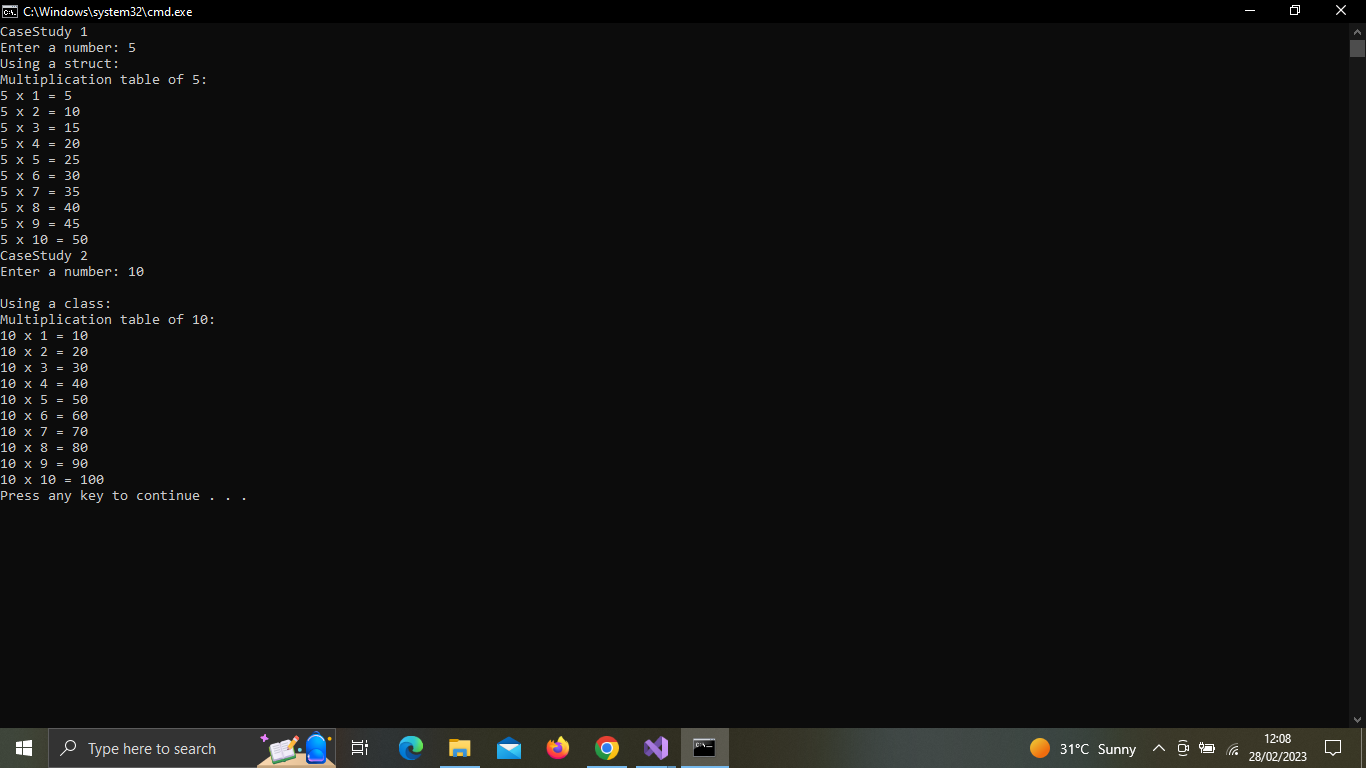 C:\Windows\system32\cmd.exe
CaseStudy 1
Enter a number: 5
Using a struct:
Multiplication table of 5:
5 x 1 = 5
5 x 2 = 10
5 x 3 = 15
5 x 4 = 20
5 x 5 = 25
5 x 6 = 30
5 x 7 = 35
5 x 8 = 40
5 x 9 = 45
5 x 10 = 50
CaseStudy 2
Enter a number: 10
Using a class:
Multiplication table of 10:
10 x 1 = 10
10 x 2 = 20
10 x 3 = 30
10 x 4 = 40
10 x 5 = 50
10 x 6 = 60
10 x 7 = 70
10 x 8 = 80
10 x 9 = 90
10 x 10 = 100
Press any key to continue . . .
Type here to search
31°C Sunny
12:08
28/02/2023